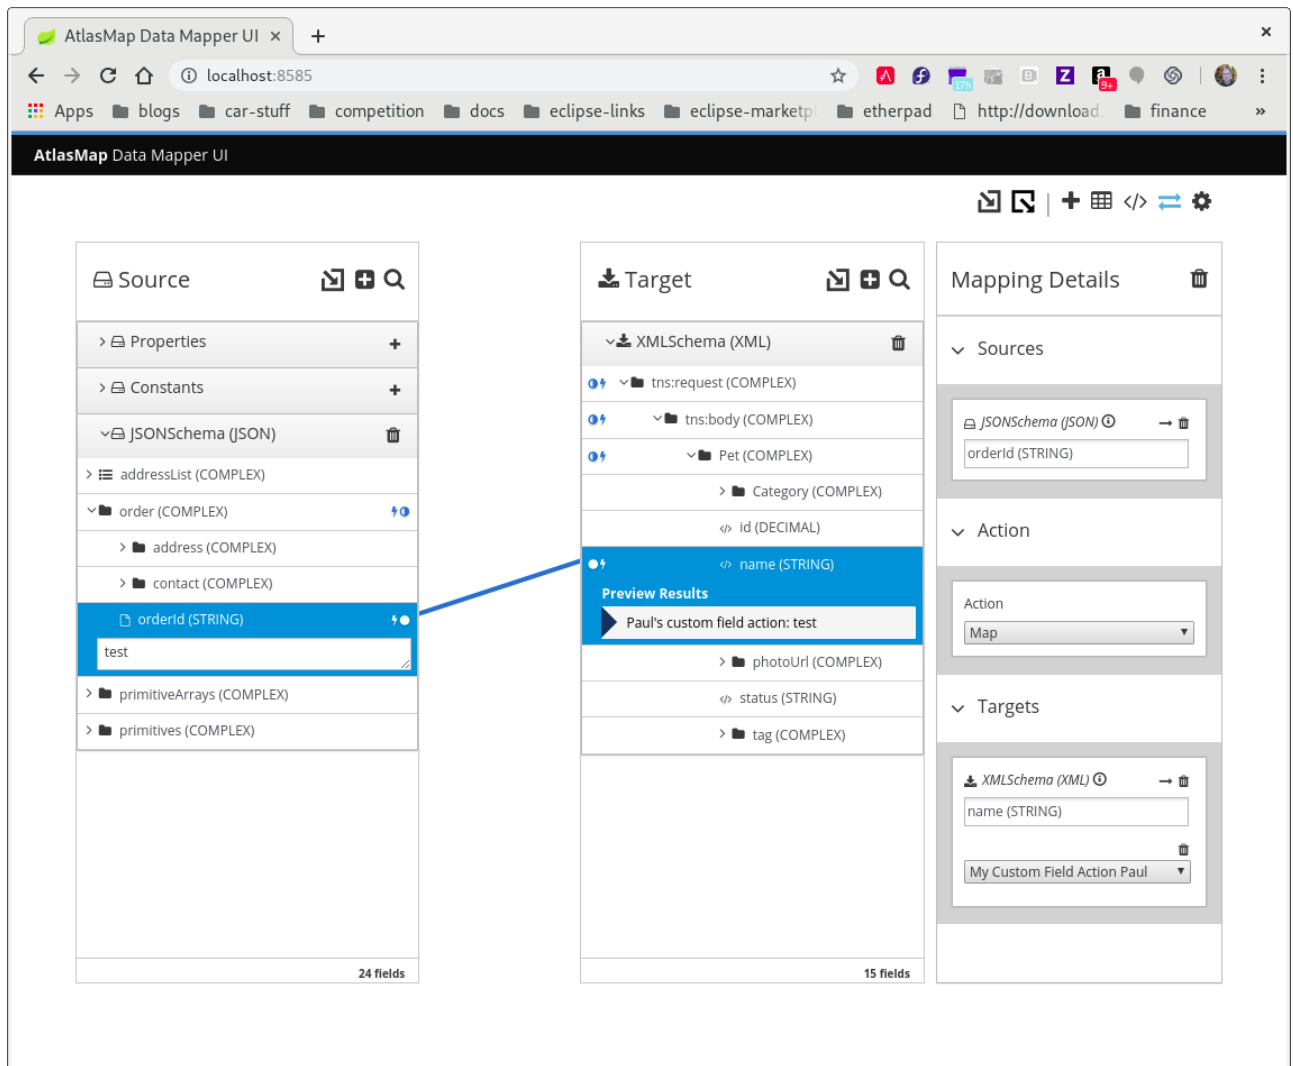 AtlasMap Data Mapper UI
localhost:8585
17h
9+
Apps blogs car-stuff competition docs eclipse-links eclipse-marketpl etherpad http://download. finance »
AtlasMap Data Mapper UI
Source
Properties
Constants
JSONSchema (JSON)
addressList (COMPLEX)
order (COMPLEX)
address (COMPLEX)
contact (COMPLEX)
orderId (STRING)
test
primitiveArrays (COMPLEX)
primitives (COMPLEX)
24 fields
Target
XMLSchema (XML)
tns:request (COMPLEX)
tns:body (COMPLEX)
Pet (COMPLEX)
Category (COMPLEX)
id (DECIMAL)
name (STRING)
Preview Results
Paul's custom field action: test
photoUrl (COMPLEX)
status (STRING)
tag (COMPLEX)
15 fields
Mapping Details
Sources
JSONSchema (JSON)
orderId (STRING)
Action
Action
Map
Targets
XMLSchema (XML)
name (STRING)
My Custom Field Action Paul